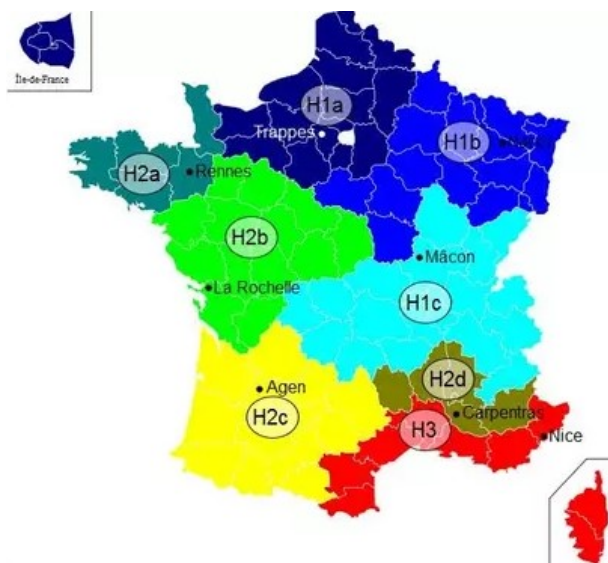 Île-de-France
H1a
Trappes
H1b
Nancy
H2a
Rennes
H2b
Mâcon
La Rochelle
H1c
H2d
Agen
Carpentras
H2c
H3
Nice